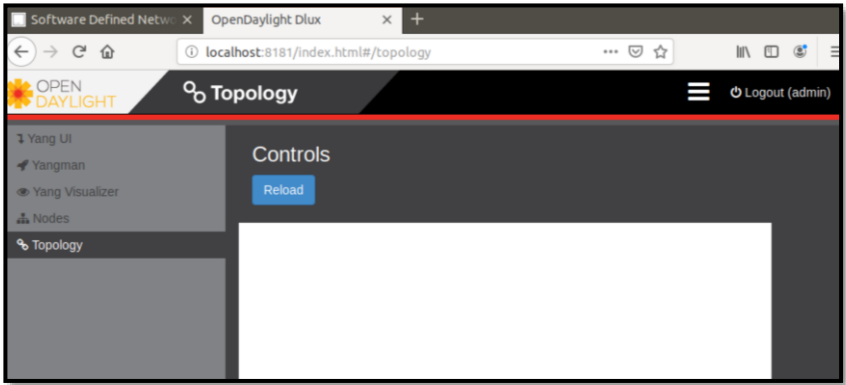 Software Defined Netwo
OpenDaylight Dlux
localhost:8181/index.html#/topology
OPEN
DAYLIGHT
Topology
Logout (admin)
Yang UI
Yangman
Yang Visualizer
Nodes
Topology
Controls
Reload